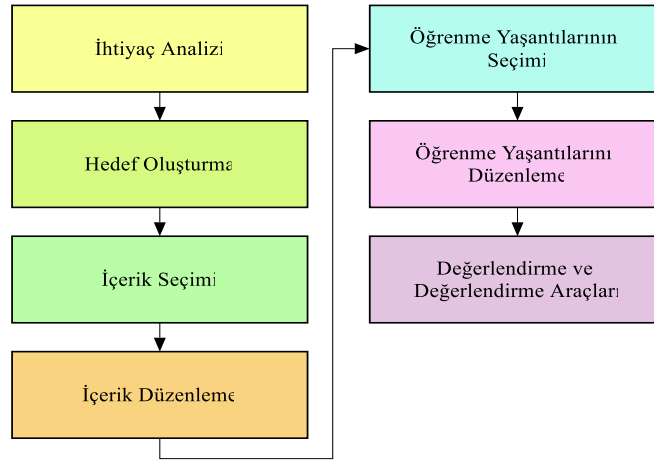 İhtiyaç Analizi
Hedef Oluşturma
İçerik Seçimi
İçerik Düzenleme
Öğrenme Yaşantılarının
Seçimi
Öğrenme Yaşantılarını
Düzenleme
Değerlendirme ve
Değerlendirme Araçları